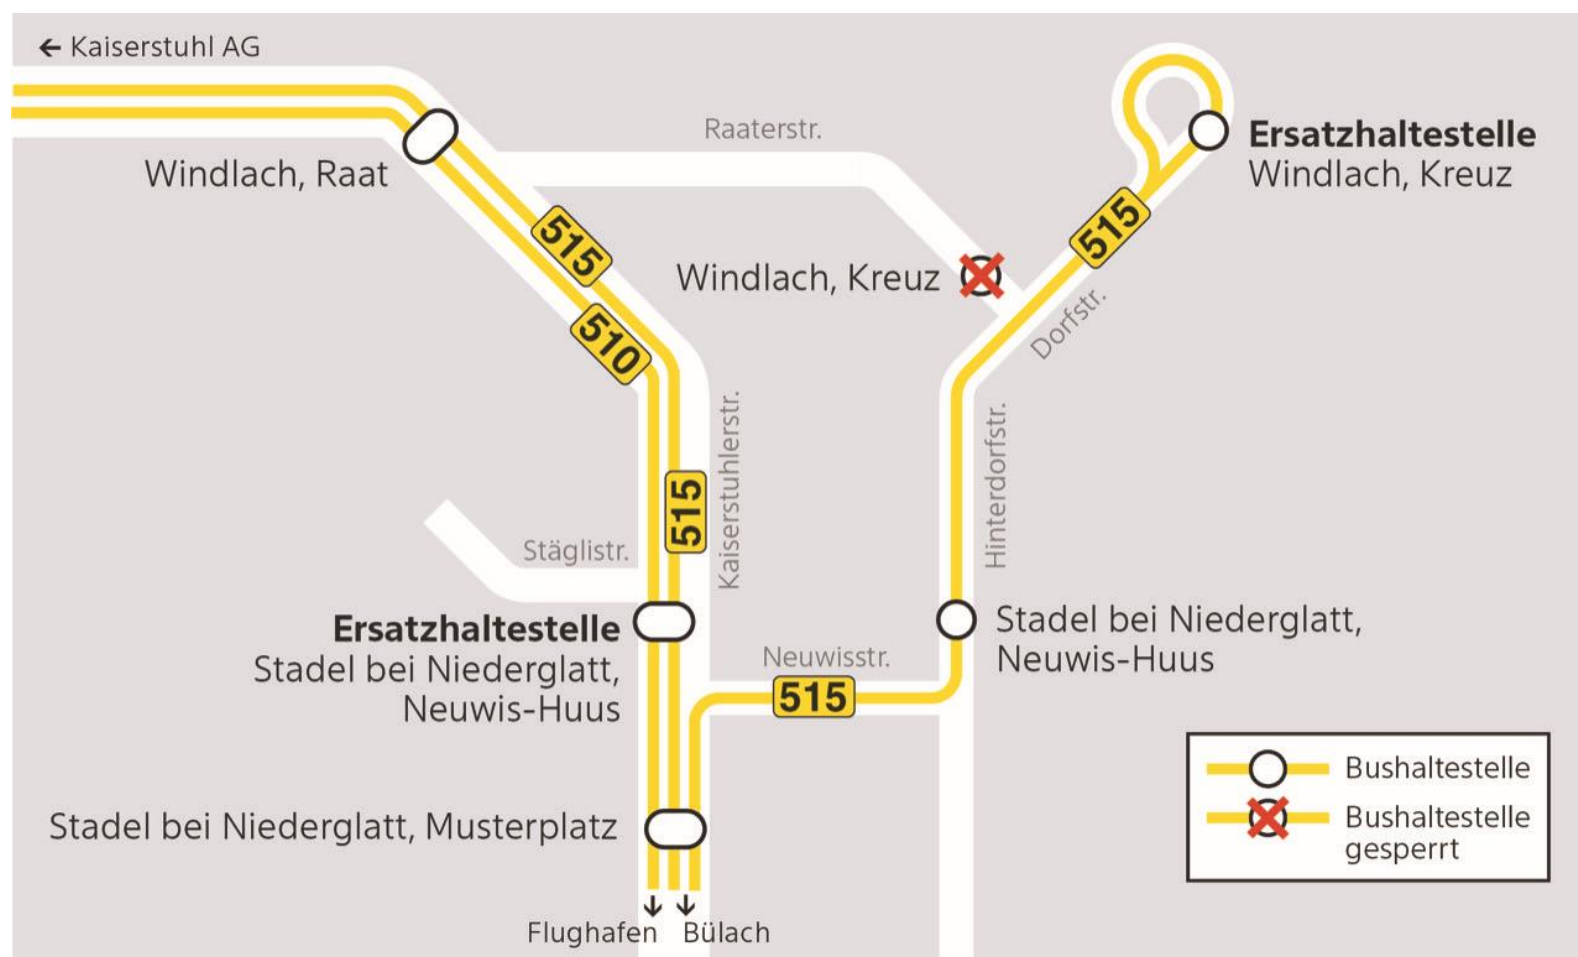 ← Kaiserstuhl AG
Raaterstr.
Ersatzhaltestelle
Windlach, Kreuz
Windlach, Raat
515
515
Windlach, Kreuz
510
Dorfstr.
Kaiserstuhlerstr.
Hinterdorfstr.
515
Stäglistr.
Ersatzhaltestelle
Stadel bei Niederglatt,
Neuwis-Huus
Stadel bei Niederglatt,
Neuwis-Huus
Neuwisstr.
515
Bushaltestelle
Bushaltestelle
gesperrt
Stadel bei Niederglatt, Musterplatz
Flughafen
Bülach